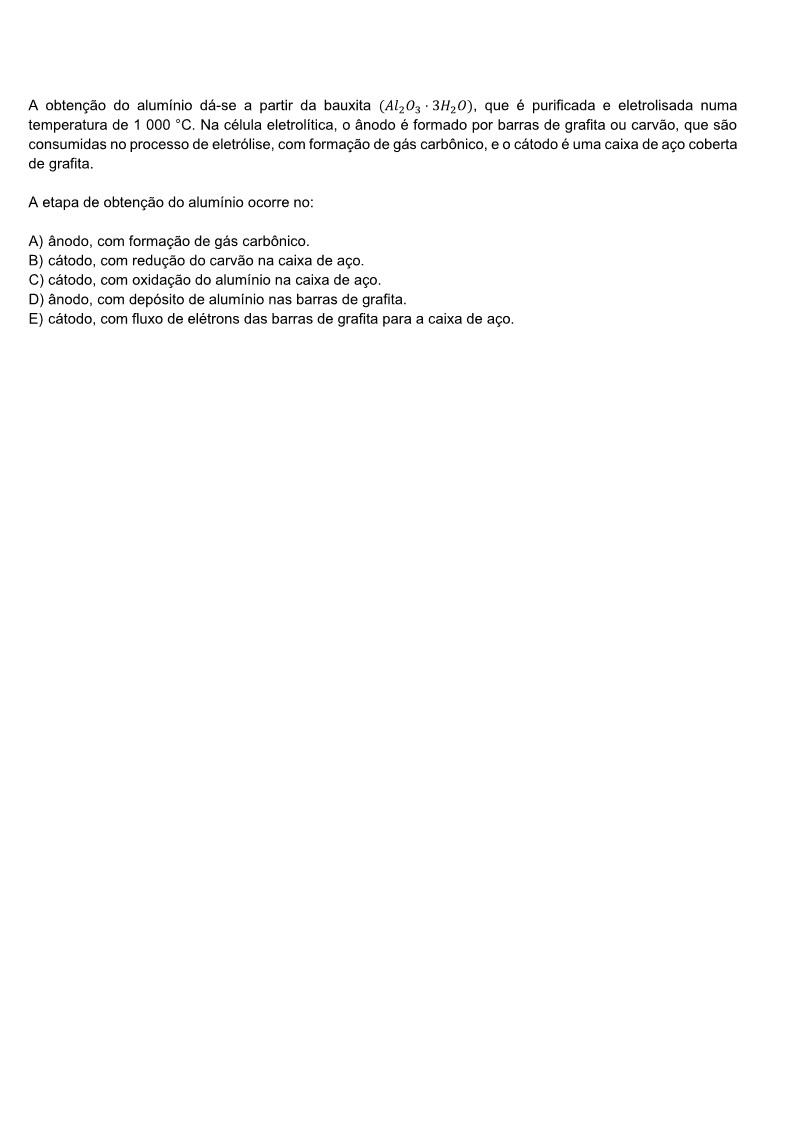 A obtenção do alumínio dá-se a partir da bauxita (Al₂O₃ · 3H₂O), que é purificada e eletrolisada numa
temperatura de 1 000 °C. Na célula eletrolítica, o ânodo é formado por barras de grafita ou carvão, que são
consumidas no processo de eletrólise, com formação de gás carbônico, e o cátodo é uma caixa de aço coberta
de grafita.
A etapa de obtenção do alumínio ocorre no:
A) ânodo, com formação de gás carbônico.
B) cátodo, com redução do carvão na caixa de aço.
C) cátodo, com oxidação do alumínio na caixa de aço.
D) ânodo, com depósito de alumínio nas barras de grafita.
E) cátodo, com fluxo de elétrons das barras de grafita para a caixa de aço.